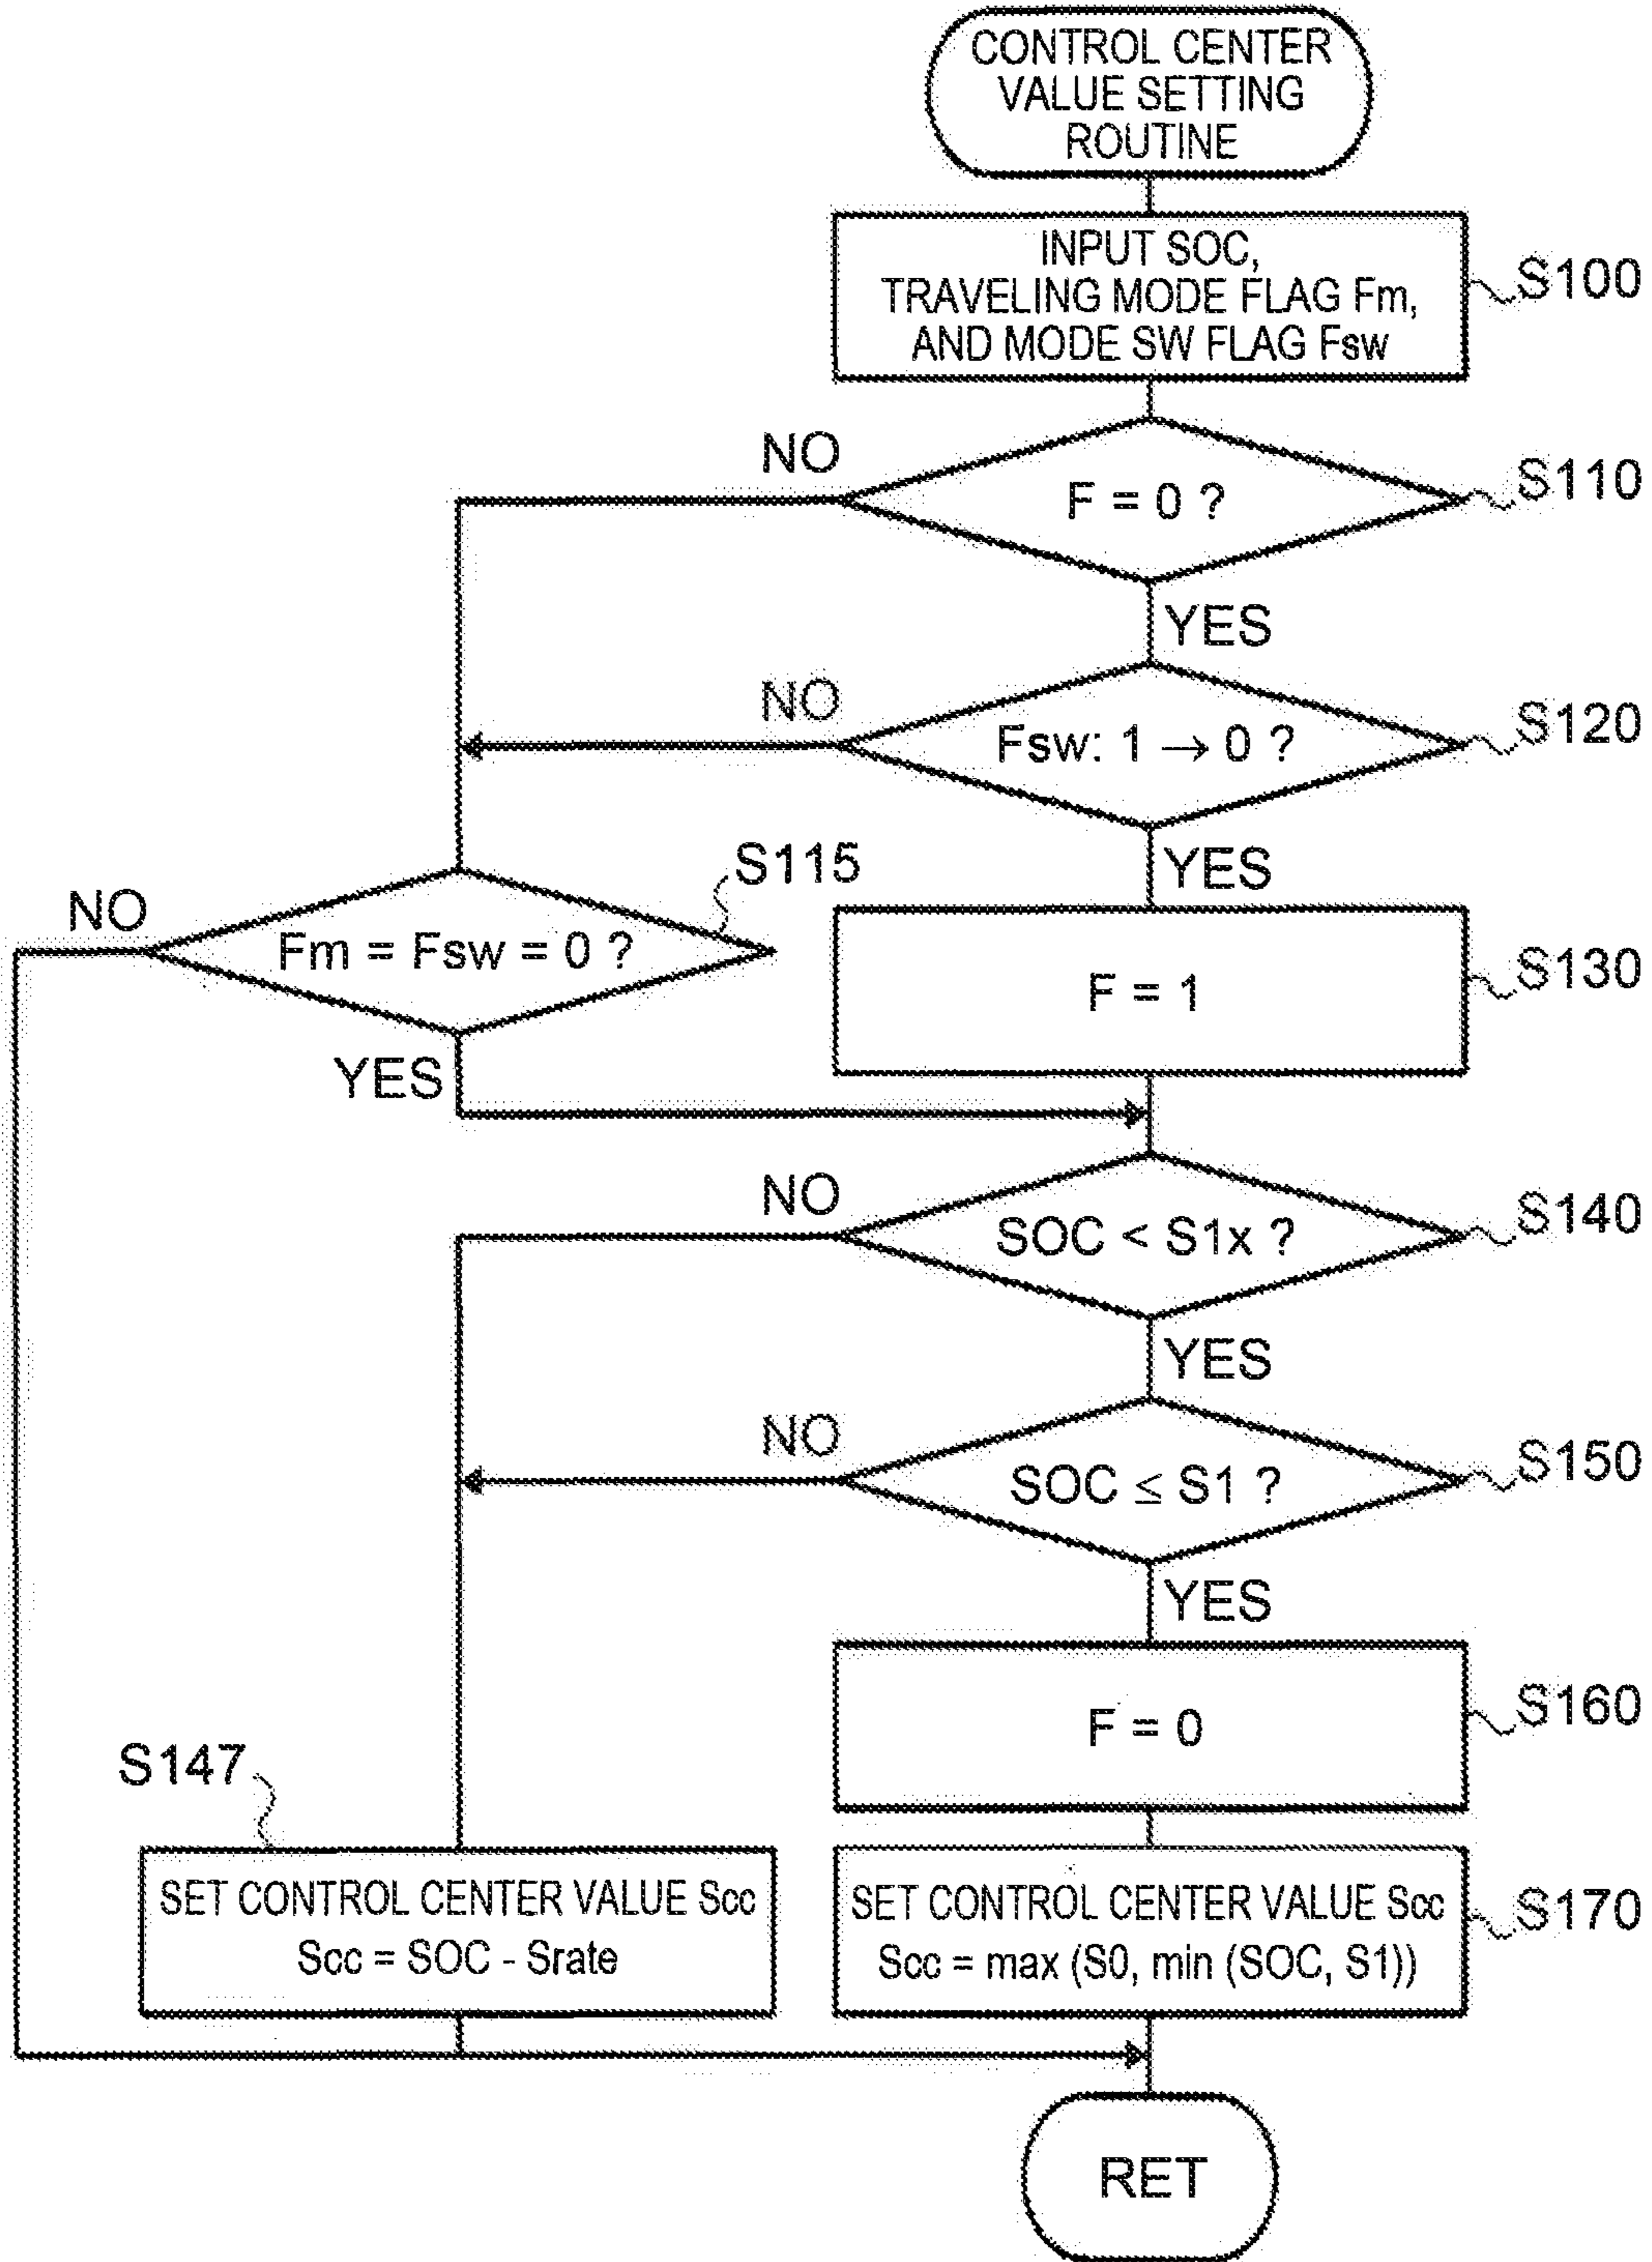 CONTROL CENTER
VALUE SETTING
ROUTINE
INPUT SOC,
TRAVELING MODE FLAG Fm,
AND MODE SW FLAG Fsw
S100
NO
F = 0 ?
S110
YES
NO
Fsw: 1 → 0 ?
S120
YES
S115
NO
Fm = Fsw = 0 ?
F = 1
S130
YES
NO
SOC < S1x ?
S140
YES
NO
SOC ≤ S1 ?
S150
YES
F = 0
S160
S147
SET CONTROL CENTER VALUE Scc
Scc = SOC - Srate
SET CONTROL CENTER VALUE Scc
Scc = max (S0, min (SOC, S1))
S170
RET